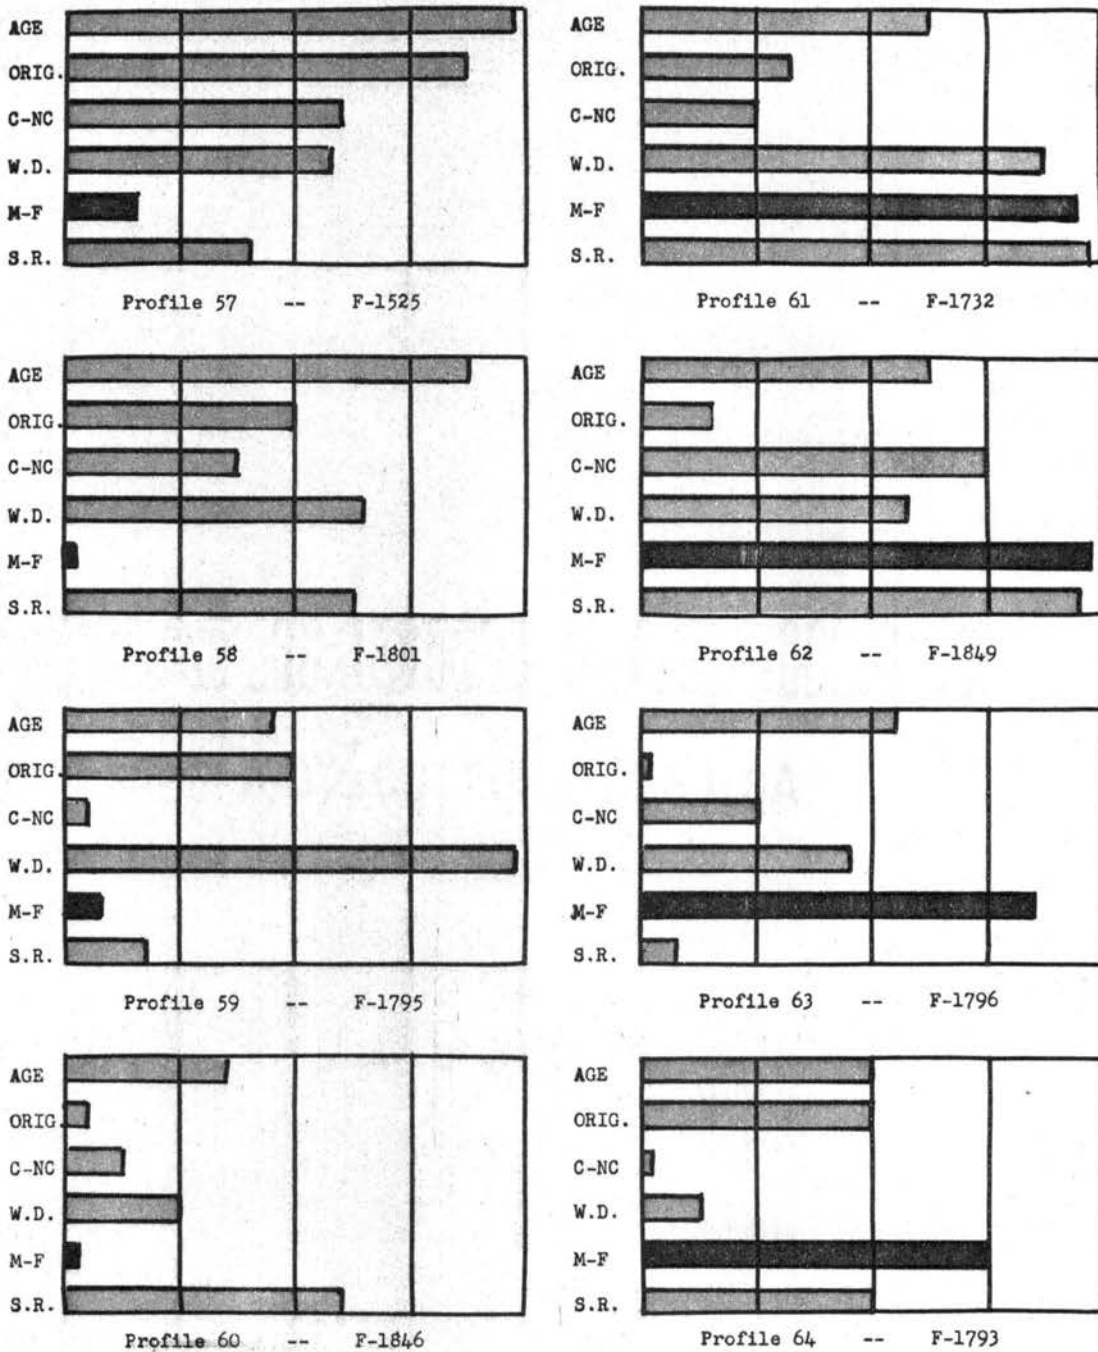 AGE
ORIG.
C-NC
W.D.
M-F
S.R.
Profile 57 -- F-1525
AGE
ORIG.
C-NC
W.D.
M-F
S.R.
Profile 61 -- F-1732
AGE
ORIG.
C-NC
W.D.
M-F
S.R.
Profile 58 -- F-1801
AGE
ORIG.
C-NC
W.D.
M-F
S.R.
Profile 62 -- F-1849
AGE
ORIG.
C-NC
W.D.
M-F
S.R.
Profile 59 -- F-1795
AGE
ORIG.
C-NC
W.D.
M-F
S.R.
Profile 63 -- F-1796
AGE
ORIG.
C-NC
W.D.
M-F
S.R.
Profile 60 -- F-1846
AGE
ORIG.
C-NC
W.D.
M-F
S.R.
Profile 64 -- F-1793